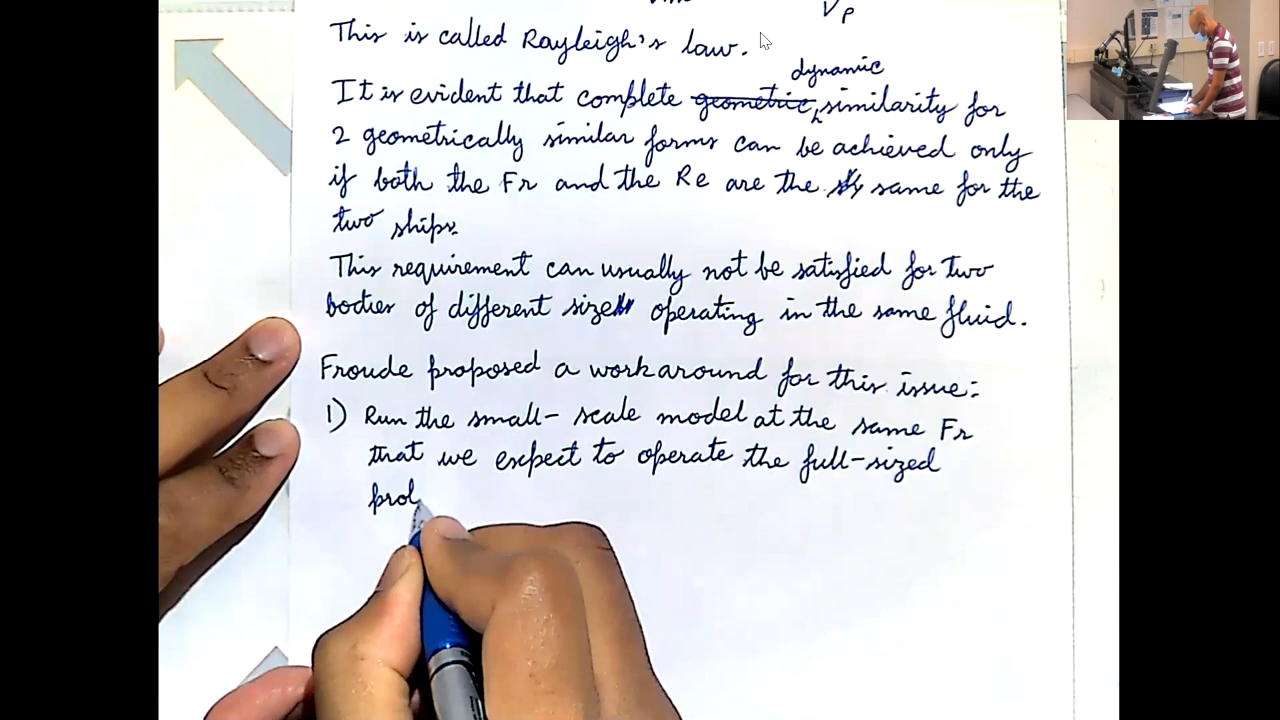 V_P
This is called Rayleigh's law.
dynamic
It is evident that complete geometric similarity for
2 geometrically similar forms can be achieved only
if both the Fr and the Re are the same for the
two ships.
This requirement can usually not be satisfied for two
bodies of different size operating in the same fluid.
Froude proposed a workaround for this issue:
1) Run the small-scale model at the same Fr
that we expect to operate the full-sized
prot